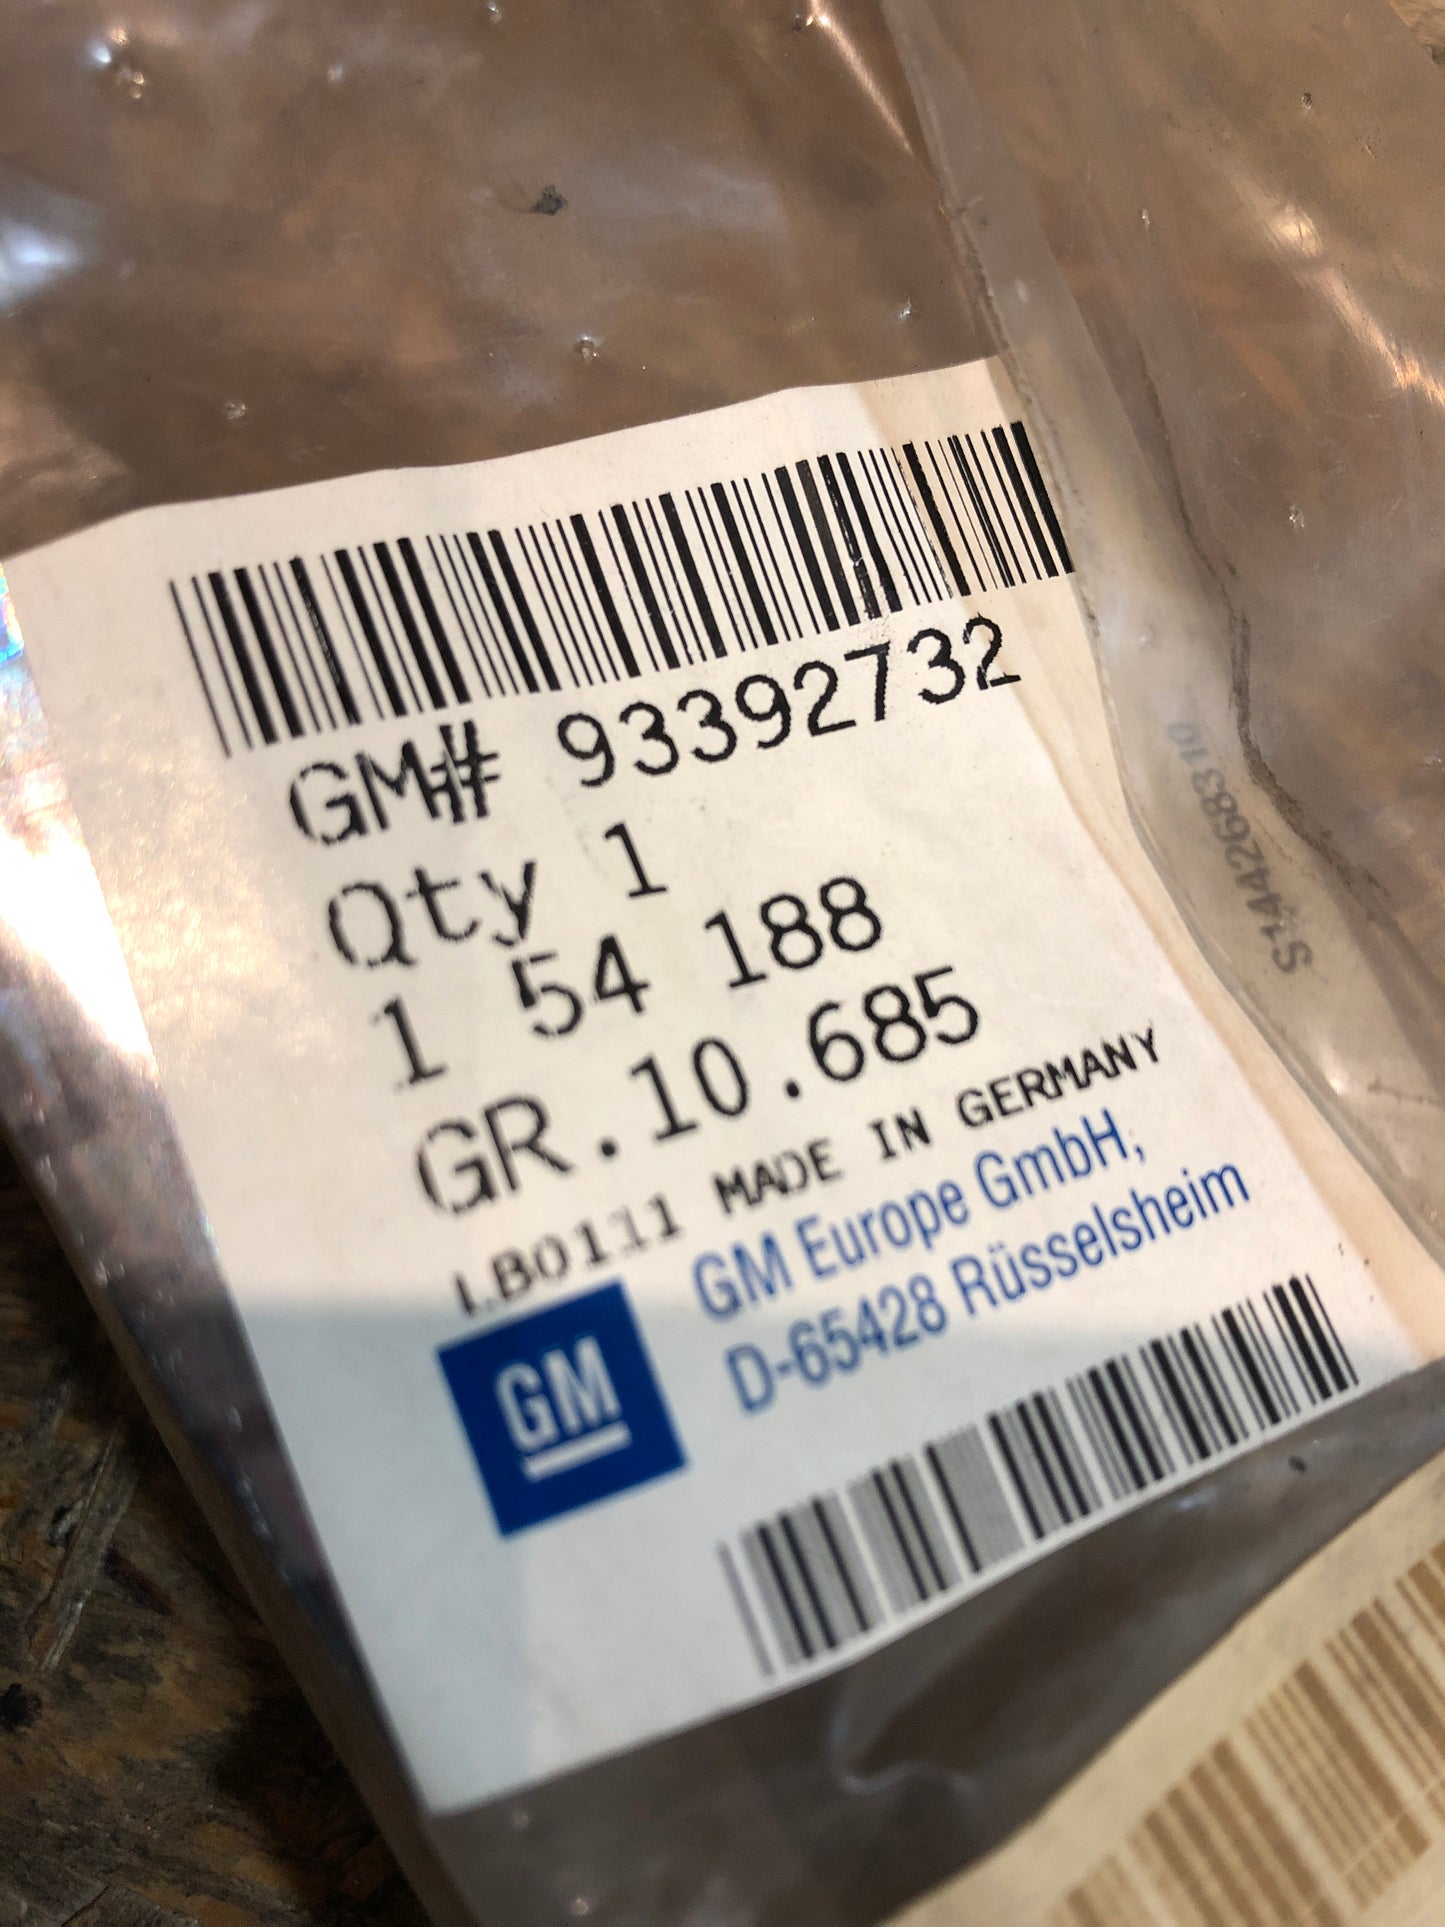 GM# 93392732
Qty 1
1 54 188
GR.10.685
LB0111 MADE IN GERMANY
GM Europe GmbH,
D-65428 Rüsselsheim
GM